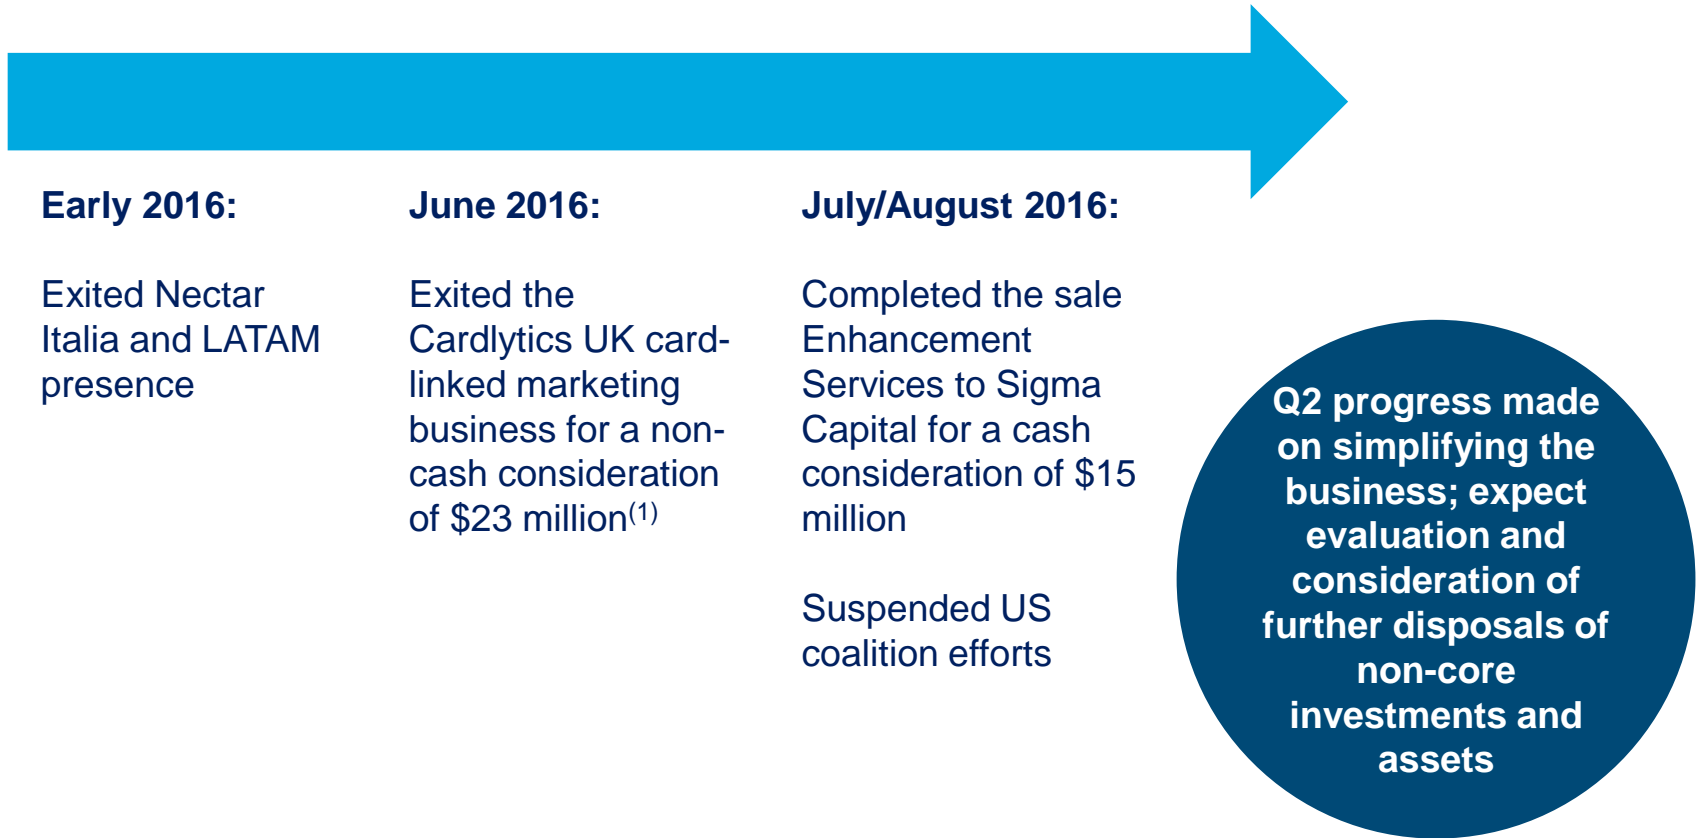 Early 2016:
Exited Nectar
Italia and LATAM
presence
June 2016:
Exited the
Cardlytics UK card-
linked marketing
business for a non-
cash consideration
of $23 million(1)
July/August 2016:
Completed the sale
Enhancement
Services to Sigma
Capital for a cash
consideration of $15
million
Suspended US
coalition efforts
Q2 progress made
on simplifying the
business; expect
evaluation and
consideration of
further disposals of
non-core
investments and
assets